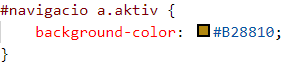 #navigacio a.aktiv {
    background-color: #B28810;
}